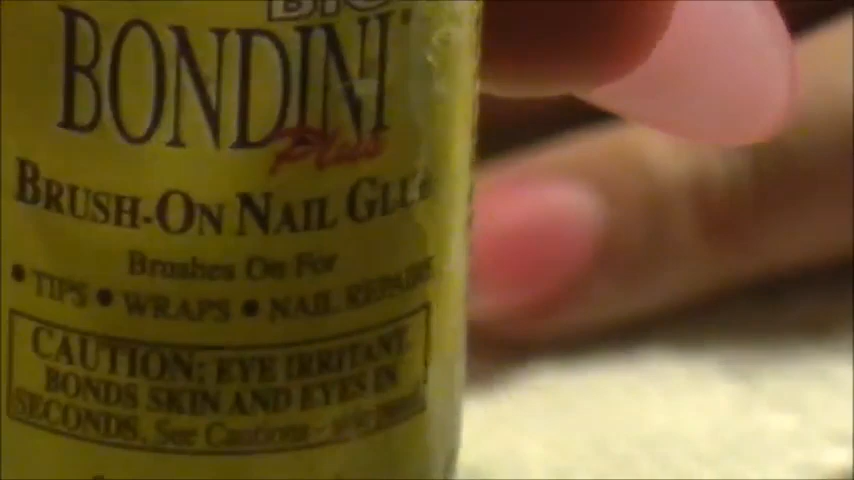 BIO
BONDINI
Plus
BRUSH-ON NAIL GLUE
Brushes On For
• TIPS • WRAPS • NAIL REPAIRS
CAUTION: EYE IRRITANT.
BONDS SKIN AND EYES IN
SECONDS. See Cautions -